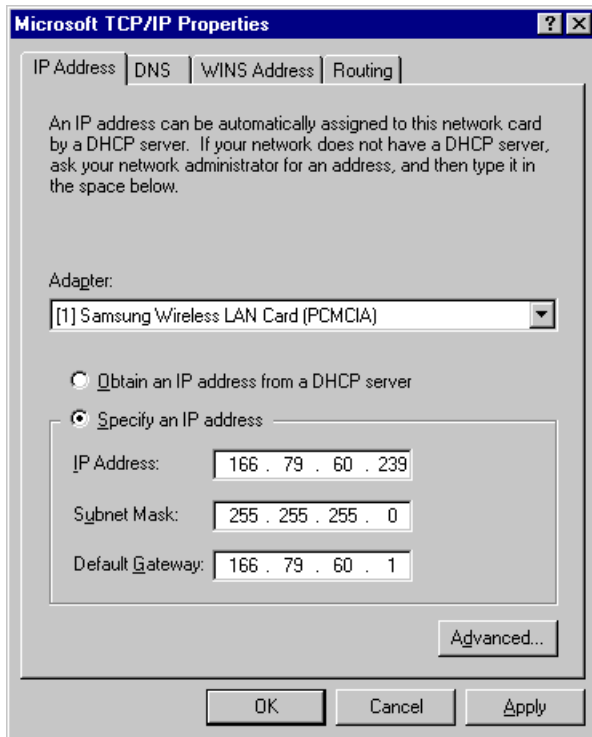 Microsoft TCP/IP Properties
IP Address DNS WINS Address Routing
An IP address can be automatically assigned to this network card
by a DHCP server. If your network does not have a DHCP server,
ask your network administrator for an address, and then type it in
the space below.
Adapter:
[1] Samsung Wireless LAN Card (PCMCIA)
Obtain an IP address from a DHCP server
Specify an IP address
IP Address: 166 . 79 . 60 . 239
Subnet Mask: 255 . 255 . 255 . 0
Default Gateway: 166 . 79 . 60 . 1
Advanced...
OK Cancel Apply